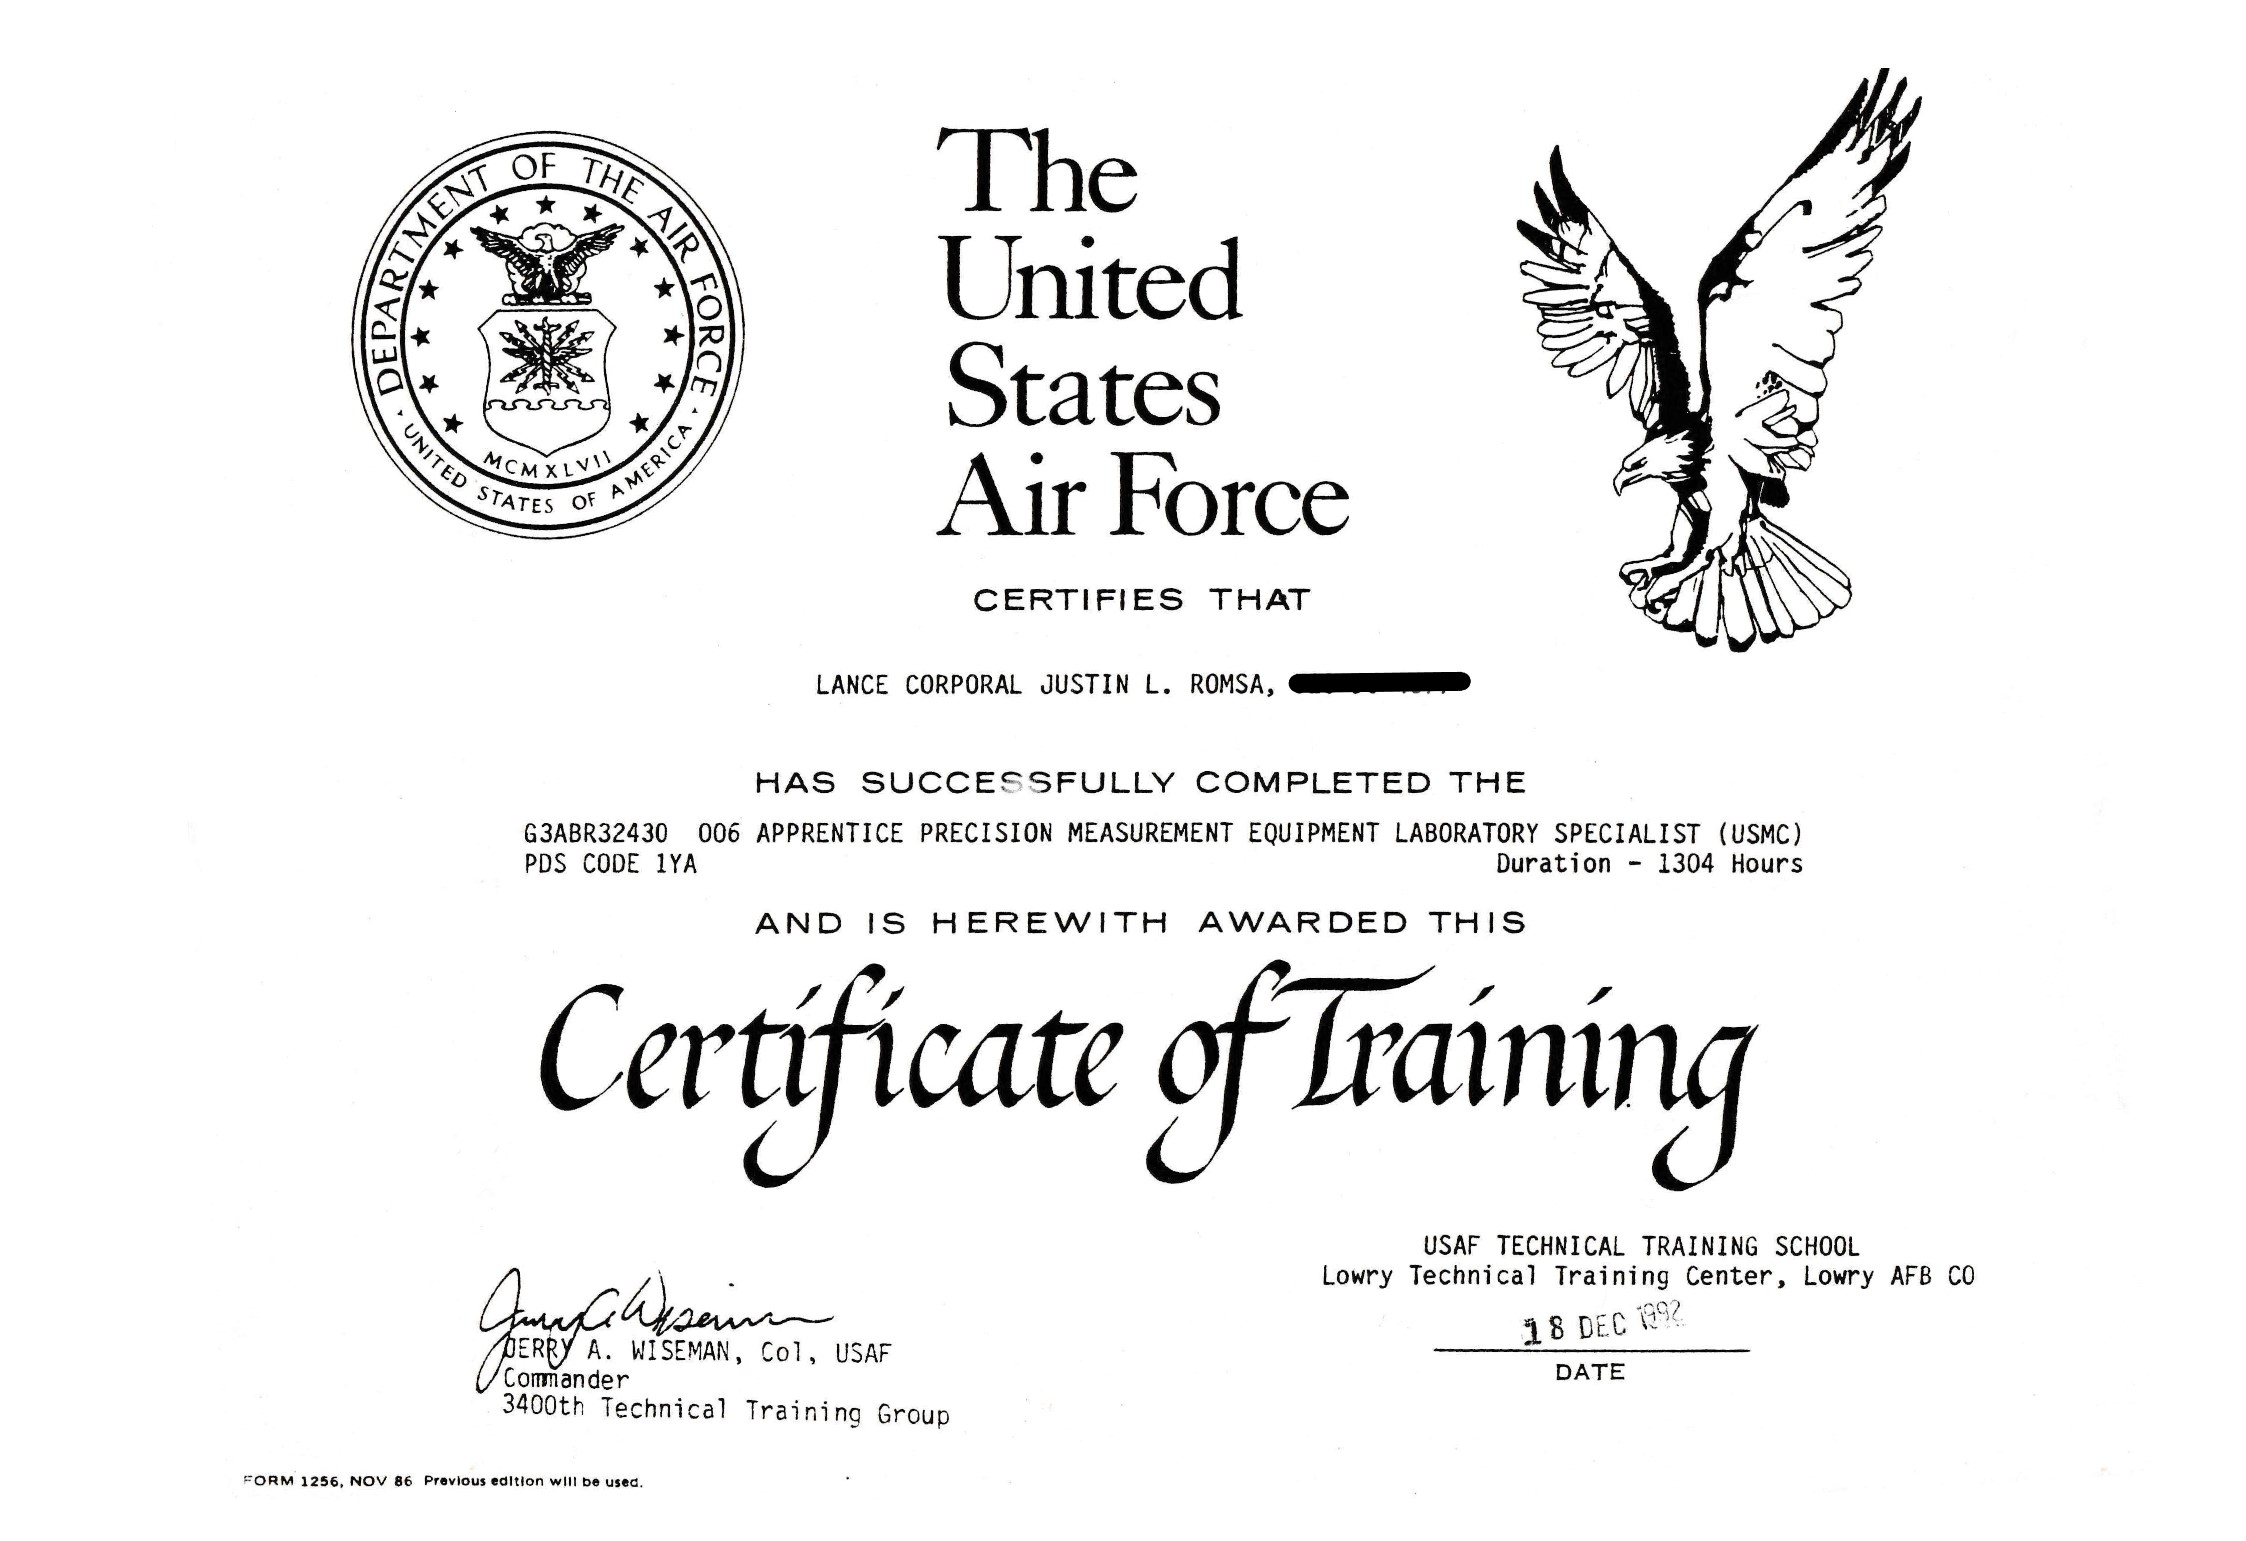 DEPARTMENT OF THE AIR FORCE
MCMXLVII
· UNITED STATES OF AMERICA ·
The
United
States
Air Force
CERTIFIES THAT
LANCE CORPORAL JUSTIN L. ROMSA,
HAS SUCCESSFULLY COMPLETED THE
G3ABR32430 006 APPRENTICE PRECISION MEASUREMENT EQUIPMENT LABORATORY SPECIALIST (USMC)
PDS CODE 1YA Duration - 1304 Hours
AND IS HEREWITH AWARDED THIS
Certificate of Training
USAF TECHNICAL TRAINING SCHOOL
Lowry Technical Training Center, Lowry AFB CO
18 DEC 1992
DATE
Jerry A. Wiseman
JERRY A. WISEMAN, Col, USAF
Commander
3400th Technical Training Group
FORM 1256, NOV 86 Previous edition will be used.